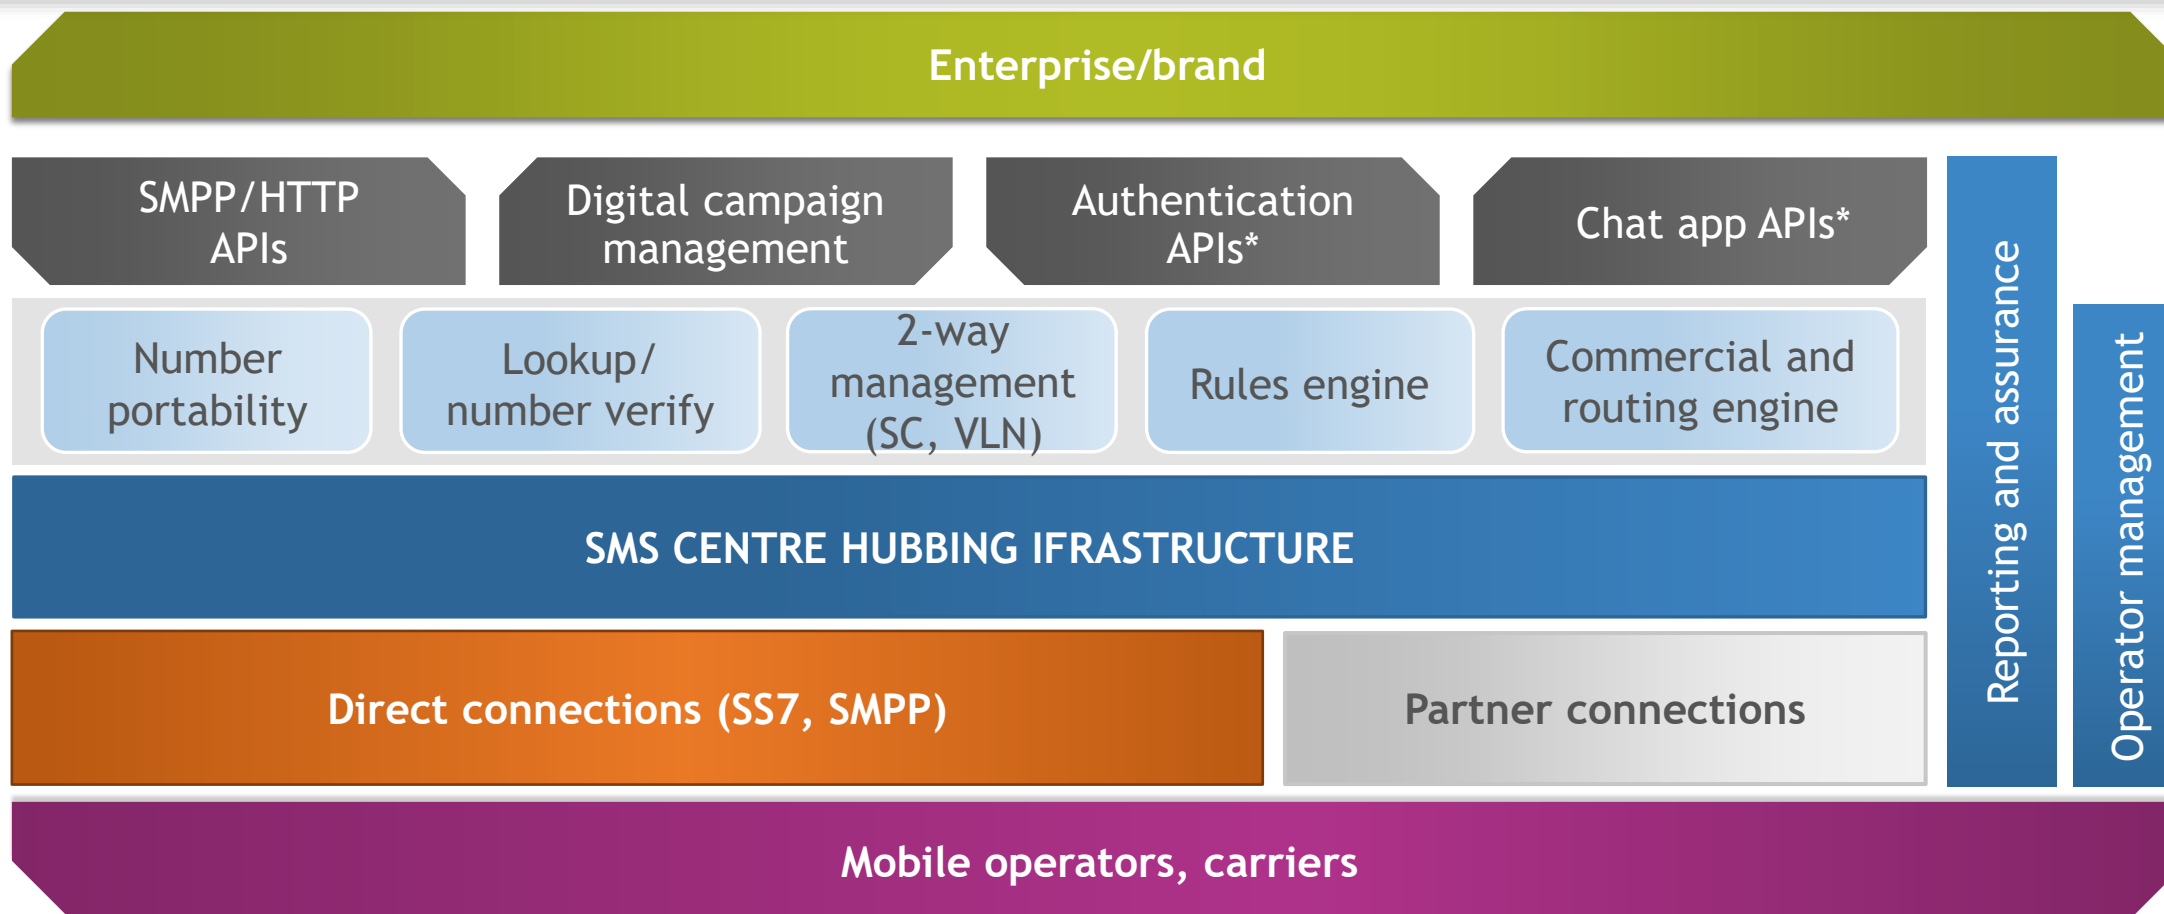 Enterprise/brand
SMPP/HTTP
APIs
Digital campaign
management
Authentication
APIs*
Chat app APIs*
Number
portability
Lookup/
number verify
2-way
management
(SC, VLN)
Rules engine
Commercial and
routing engine
SMS CENTRE HUBBING IFRASTRUCTURE
Direct connections (SS7, SMPP)
Partner connections
Reporting and assurance
Operator management
Mobile operators, carriers